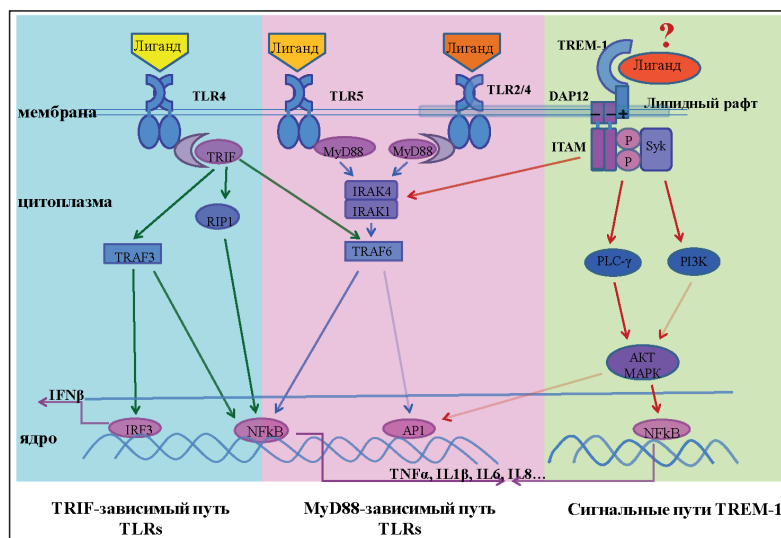 Лиганд
Лиганд
Лиганд
TREM-1
?
Лиганд
TLR4
TLR5
TLR2/4
DAP12
Липидный рафт
мембрана
- - +
TRIF
MyD88
MyD88
ITAM
P
P
Syk
цитоплазма
RIP1
IRAK4
IRAK1
TRAF3
TRAF6
PLC-γ
PI3K
АКТ
МАРК
IFNβ
IRF3
NFkB
AP1
NFkB
ядро
TNFα, IL1β, IL6, IL8...
TRIF-зависимый путь
TLRs
MyD88-зависимый путь
TLRs
Сигнальные пути TREM-1